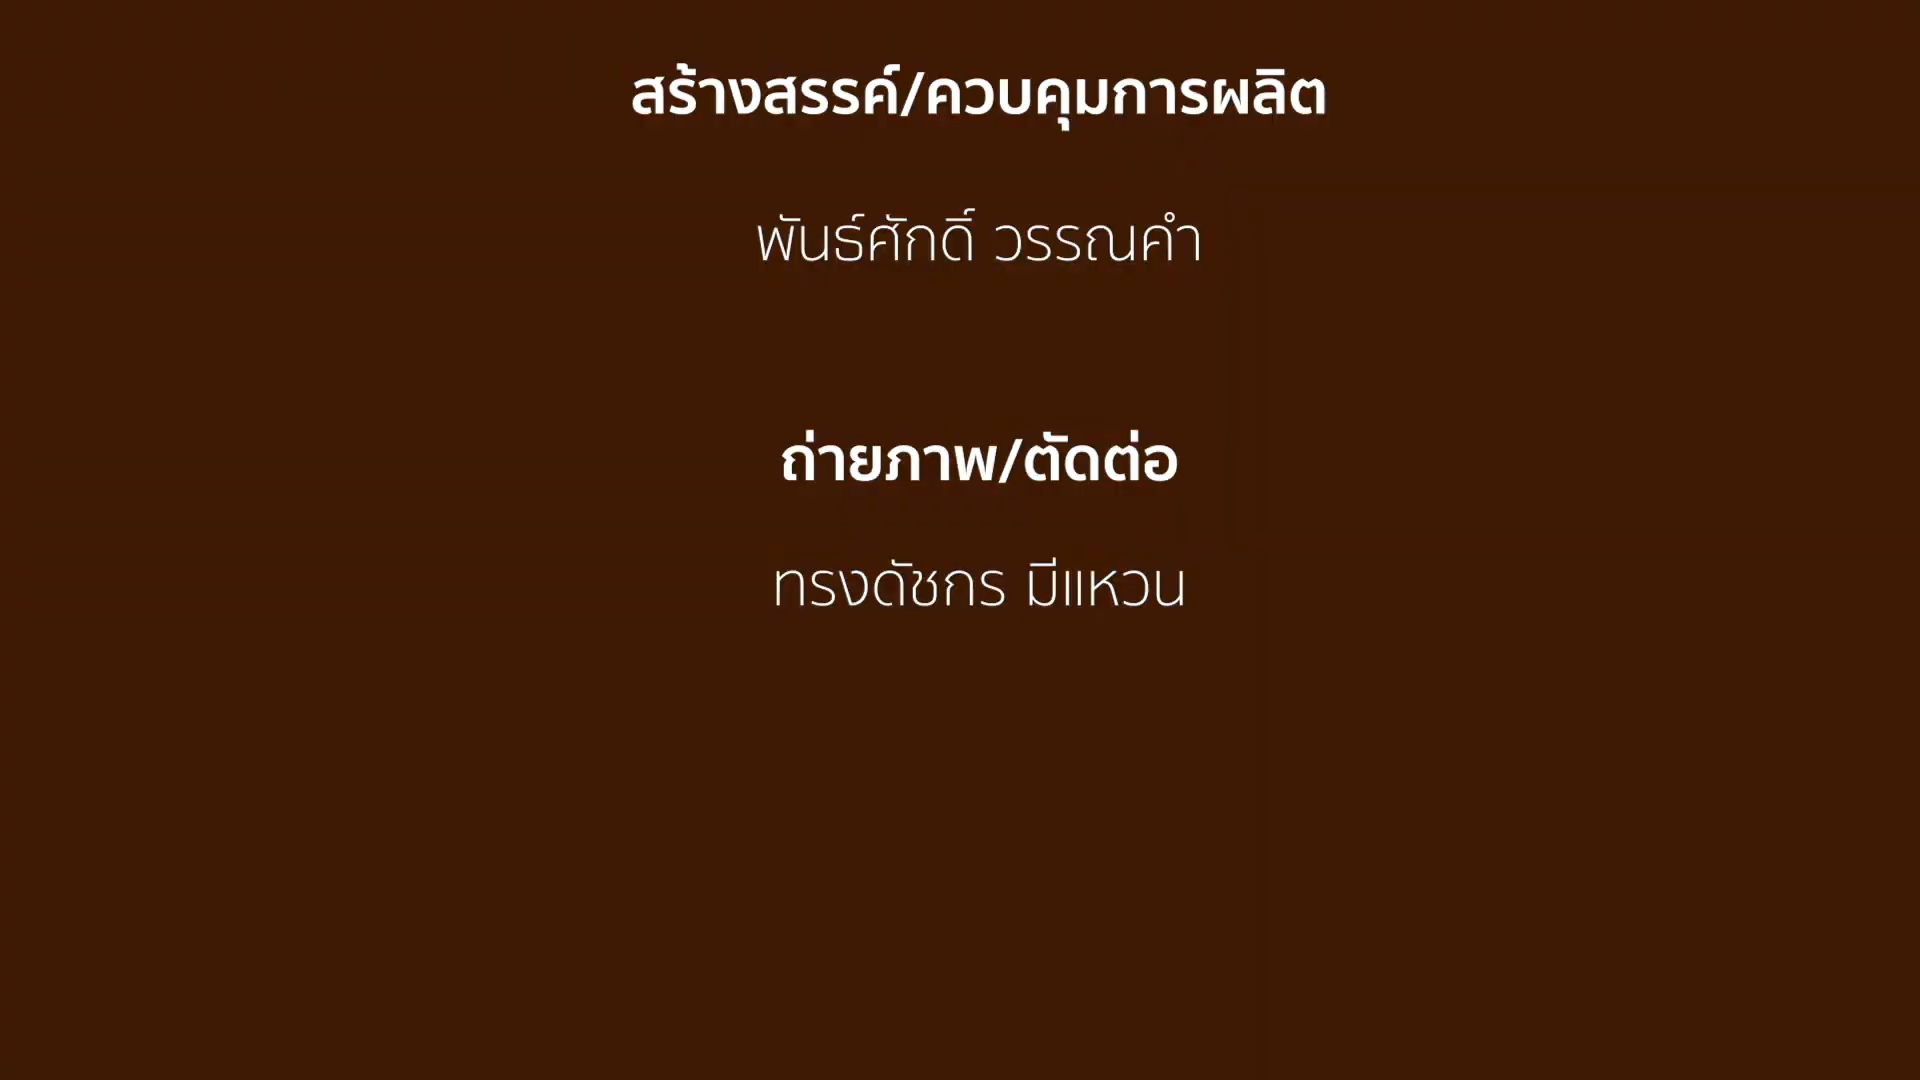 สร้างสรรค์/ควบคุมการผลิต
พันธ์ศักดิ์ วรรณคำ
ถ่ายภาพ/ตัดต่อ
ทรงดัชกร มีแหวน